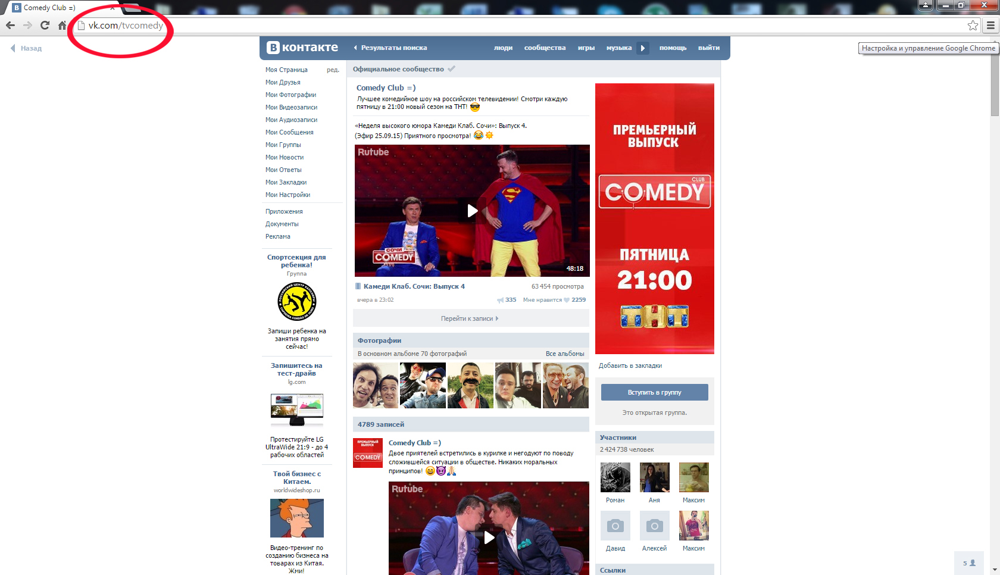 Comedy Club =)
vk.com/tvcomedy
Назад
В контакте
Результаты поиска
люди
сообщества
игры
музыка
помощь
выйти
Настройка и управление Google Chrome
Моя Страница
ред.
Мои Друзья
Мои Фотографии
Мои Видеозаписи
Мои Аудиозаписи
Мои Сообщения
Мои Группы
Мои Новости
Мои Ответы
Мои Закладки
Мои Настройки
Приложения
Документы
Реклама
Спортсекция для
ребенка!
Группа
Запиши ребенка на
занятия прямо
сейчас!
Запишитесь на
тест-драйв
lg.com
Протестируйте LG
UltraWide 21:9 - до 4
рабочих областей
Твой бизнес с
Китаем.
worldwideshop.ru
Видео-тренинг по
созданию бизнеса на
товарах из Китая.
Жми!
Официальное сообщество
Comedy Club =)
Лучшее комедийное шоу на российском телевидении! Смотри каждую
пятницу в 21:00 новый сезон на ТНТ! 😎
«Неделя высокого юмора Камеди Клаб. Сочи»: Выпуск 4.
(Эфир 25.09.15) Приятного просмотра! 😂 ☀
Rutube
СОЧИ
COMEDY
48:18
Камеди Клаб. Сочи: Выпуск 4
63 454 просмотра
вчера в 23:02
335
Мне нравится
2259
Перейти к записи
Фотографии
В основном альбоме 70 фотографий
Все альбомы
4789 записей
ПРЕМЬЕРНЫЙ
ВЫПУСК
COMEDY
Comedy Club =)
Двое приятелей встретились в курилке и негодуют по поводу
сложившейся ситуации в обществе. Никаких моральных
принципов! 😄😈🙏
Rutube
ПРЕМЬЕРНЫЙ
ВЫПУСК
CLUB
COMEDY
ПЯТНИЦА
21:00
ТНТ
Добавить в закладки
Вступить в группу
Это открытая группа.
Участники
2 424 738 человек
Роман
Аня
Максим
Давид
Алексей
Максим
Ссылки
5